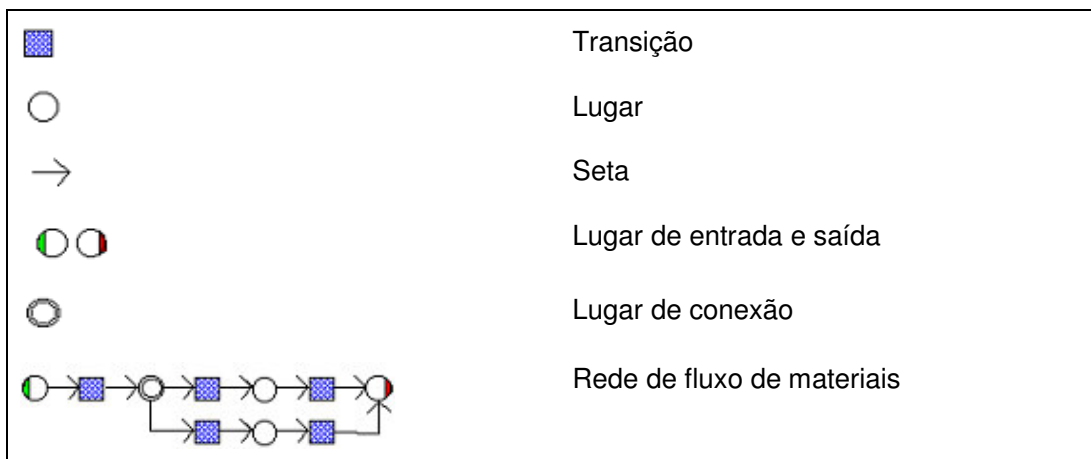 Transição
Lugar
Seta
Lugar de entrada e saída
Lugar de conexão
Rede de fluxo de materiais